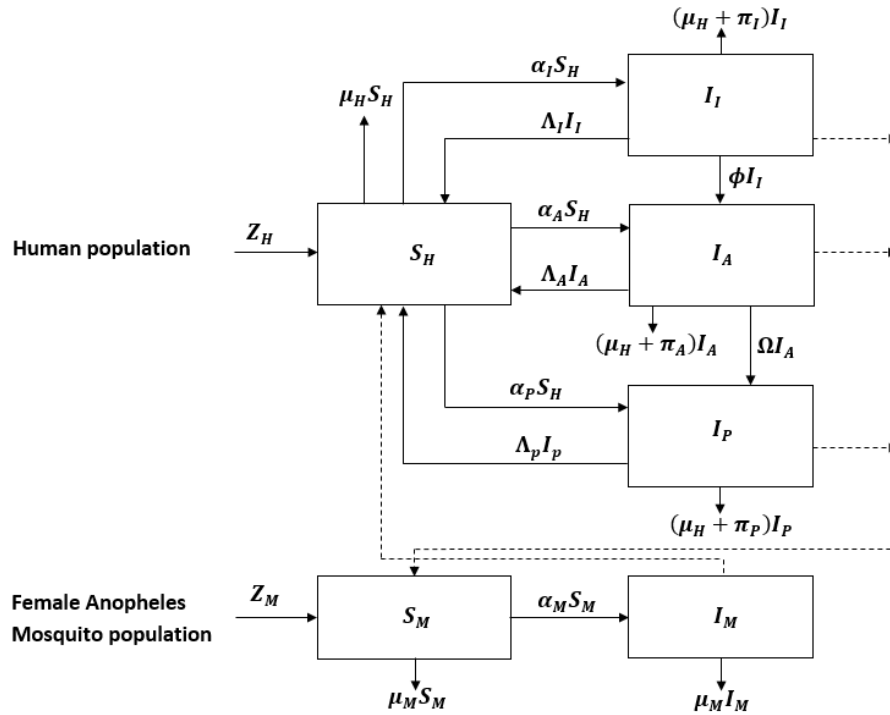 (μ_H + π_I)I_I
α_I S_H
I_I
μ_H S_H
Λ_I I_I
ϕI_I
α_A S_H
Z_H
Human population
S_H
I_A
Λ_A I_A
(μ_H + π_A)I_A
ΩI_A
α_P S_H
I_P
Λ_p I_p
(μ_H + π_P)I_P
Female Anopheles
Mosquito population
Z_M
S_M
α_M S_M
I_M
μ_M S_M
μ_M I_M